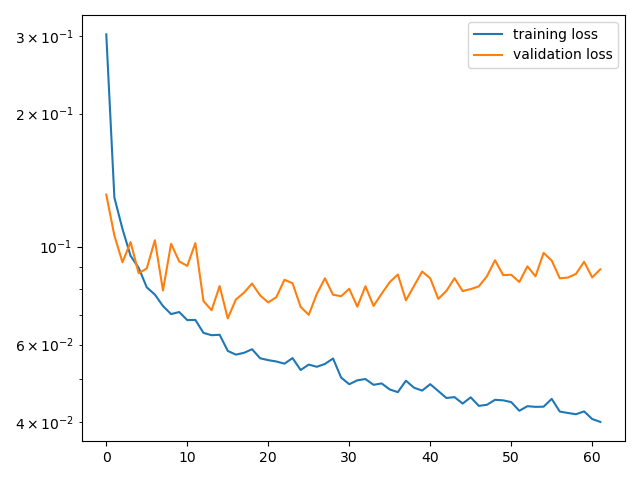 training loss
validation loss
3 × 10⁻¹
2 × 10⁻¹
10⁻¹
6 × 10⁻²
4 × 10⁻²
0 10 20 30 40 50 60